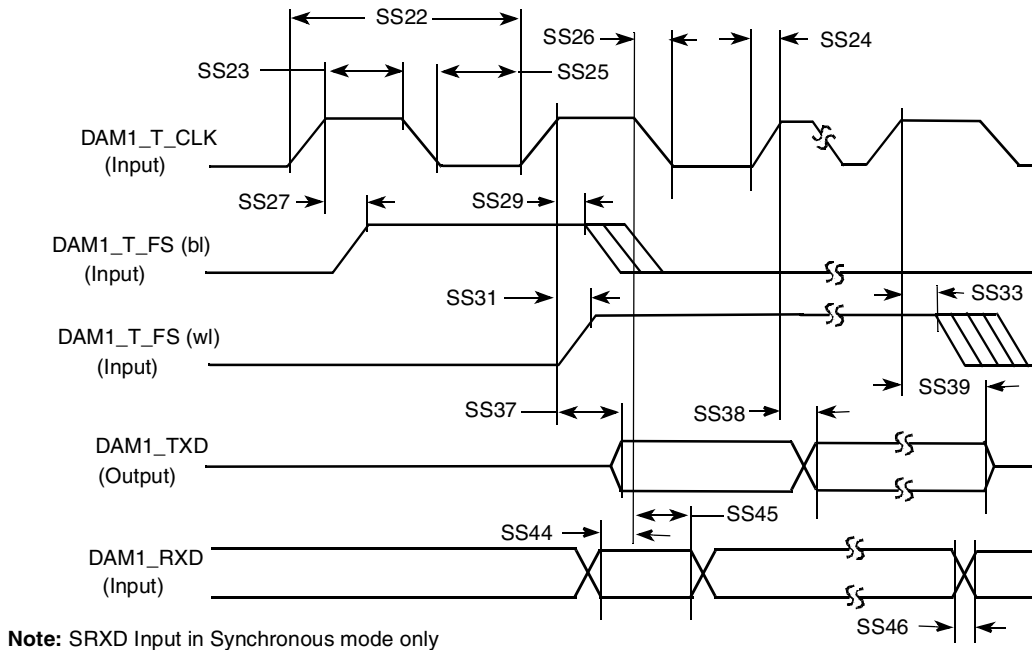 SS22
SS26
SS24
SS23
SS25
DAM1_T_CLK
(Input)
SS27
SS29
DAM1_T_FS (bl)
(Input)
SS31
SS33
DAM1_T_FS (wl)
(Input)
SS39
SS37
SS38
DAM1_TXD
(Output)
SS45
SS44
DAM1_RXD
(Input)
SS46
Note: SRXD Input in Synchronous mode only